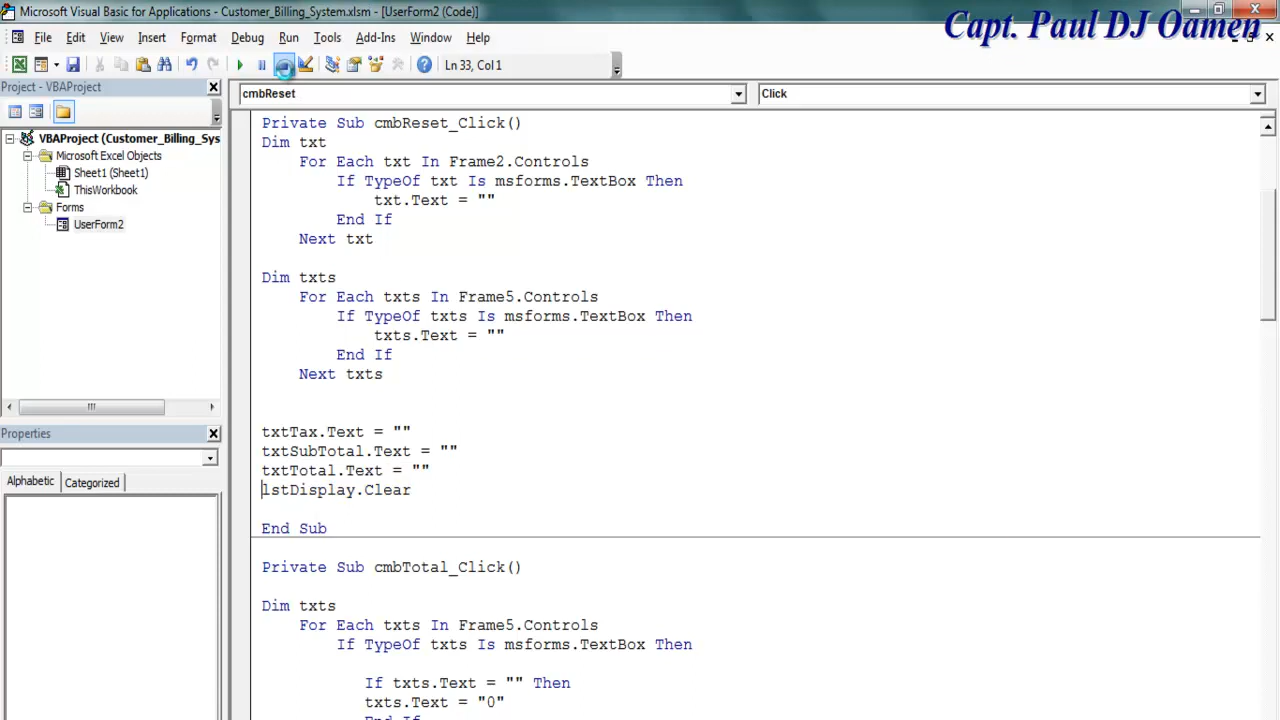 Microsoft Visual Basic for Applications - Customer_Billing_System.xlsm - [UserForm2 (Code)]
Capt. Paul DJ Oamen
File Edit View Insert Format Debug Run Tools Add-Ins Window Help
Ln 33, Col 1
Project - VBAProject
cmbReset
Click
VBAProject (Customer_Billing_Sys
Microsoft Excel Objects
Sheet1 (Sheet1)
ThisWorkbook
Forms
UserForm2
Properties
Alphabetic Categorized
Private Sub cmbReset_Click()
Dim txt
For Each txt In Frame2.Controls
If TypeOf txt Is msforms.TextBox Then
txt.Text = ""
End If
Next txt
Dim txts
For Each txts In Frame5.Controls
If TypeOf txts Is msforms.TextBox Then
txts.Text = ""
End If
Next txts
txtTax.Text = ""
txtSubTotal.Text = ""
txtTotal.Text = ""
lstDisplay.Clear
End Sub
Private Sub cmbTotal_Click()
Dim txts
For Each txts In Frame5.Controls
If TypeOf txts Is msforms.TextBox Then
If txts.Text = "" Then
txts.Text = "0"
End If